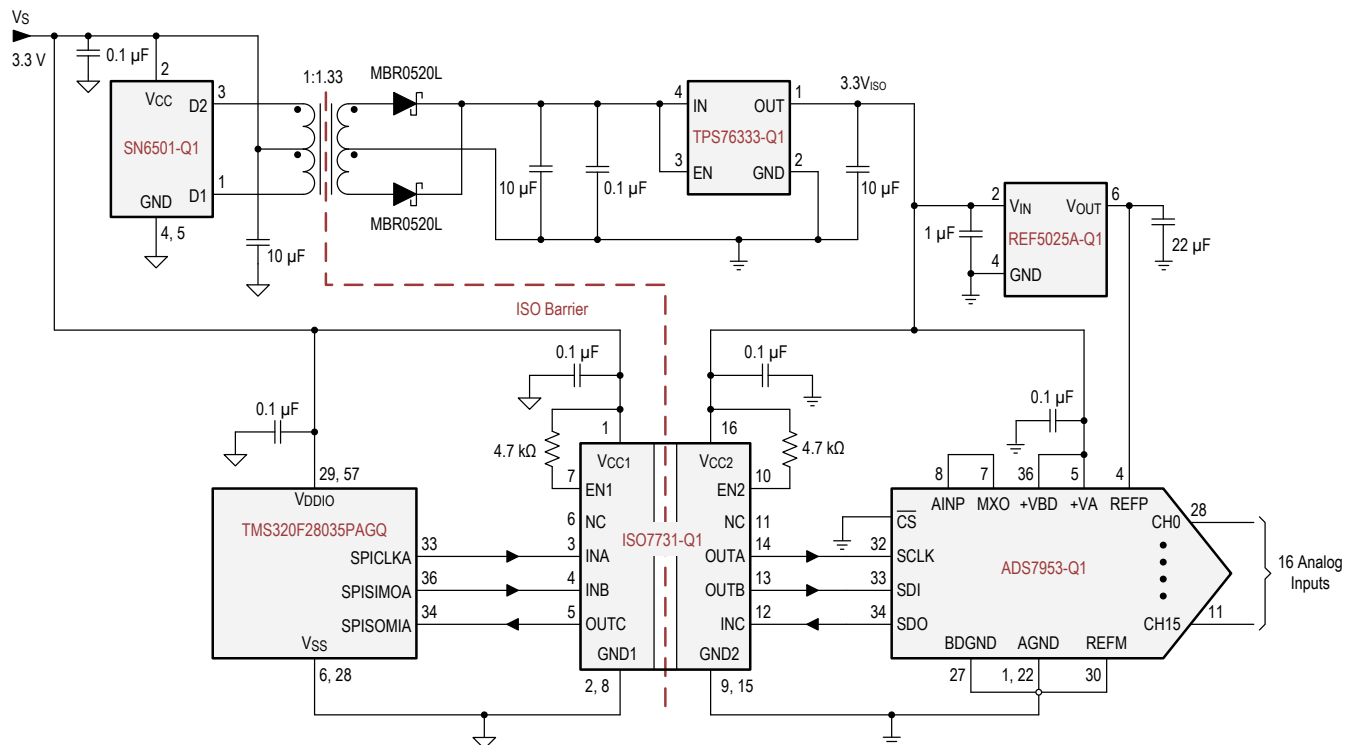 VS
3.3 V
0.1 µF
2
VCC
D2
3
SN6501-Q1
D1
1
GND
4, 5
10 µF
1:1.33
MBR0520L
MBR0520L
10 µF
0.1 µF
4
IN
OUT
1
TPS76333-Q1
3
EN
GND
2
3.3VISO
10 µF
2
VIN
VOUT
6
REF5025A-Q1
1 µF
4
GND
22 µF
ISO Barrier
0.1 µF
0.1 µF
0.1 µF
0.1 µF
4.7 kΩ
4.7 kΩ
29, 57
VDDIO
TMS320F28035PAGQ
SPICLKA
33
SPISIMOA
36
SPISOMIA
34
VSS
6, 28
1
VCC1
7
EN1
6
NC
3
INA
4
INB
5
OUTC
GND1
2, 8
ISO7731-Q1
16
VCC2
EN2
10
NC
11
OUTA
14
OUTB
13
INC
12
GND2
9, 15
8
7
36
5
4
AINP
MXO
+VBD
+VA
REFP
CS
32
SCLK
33
SDI
34
SDO
ADS7953-Q1
CH0
28
CH15
11
16 Analog
Inputs
BDGND
AGND
REFM
27
1, 22
30